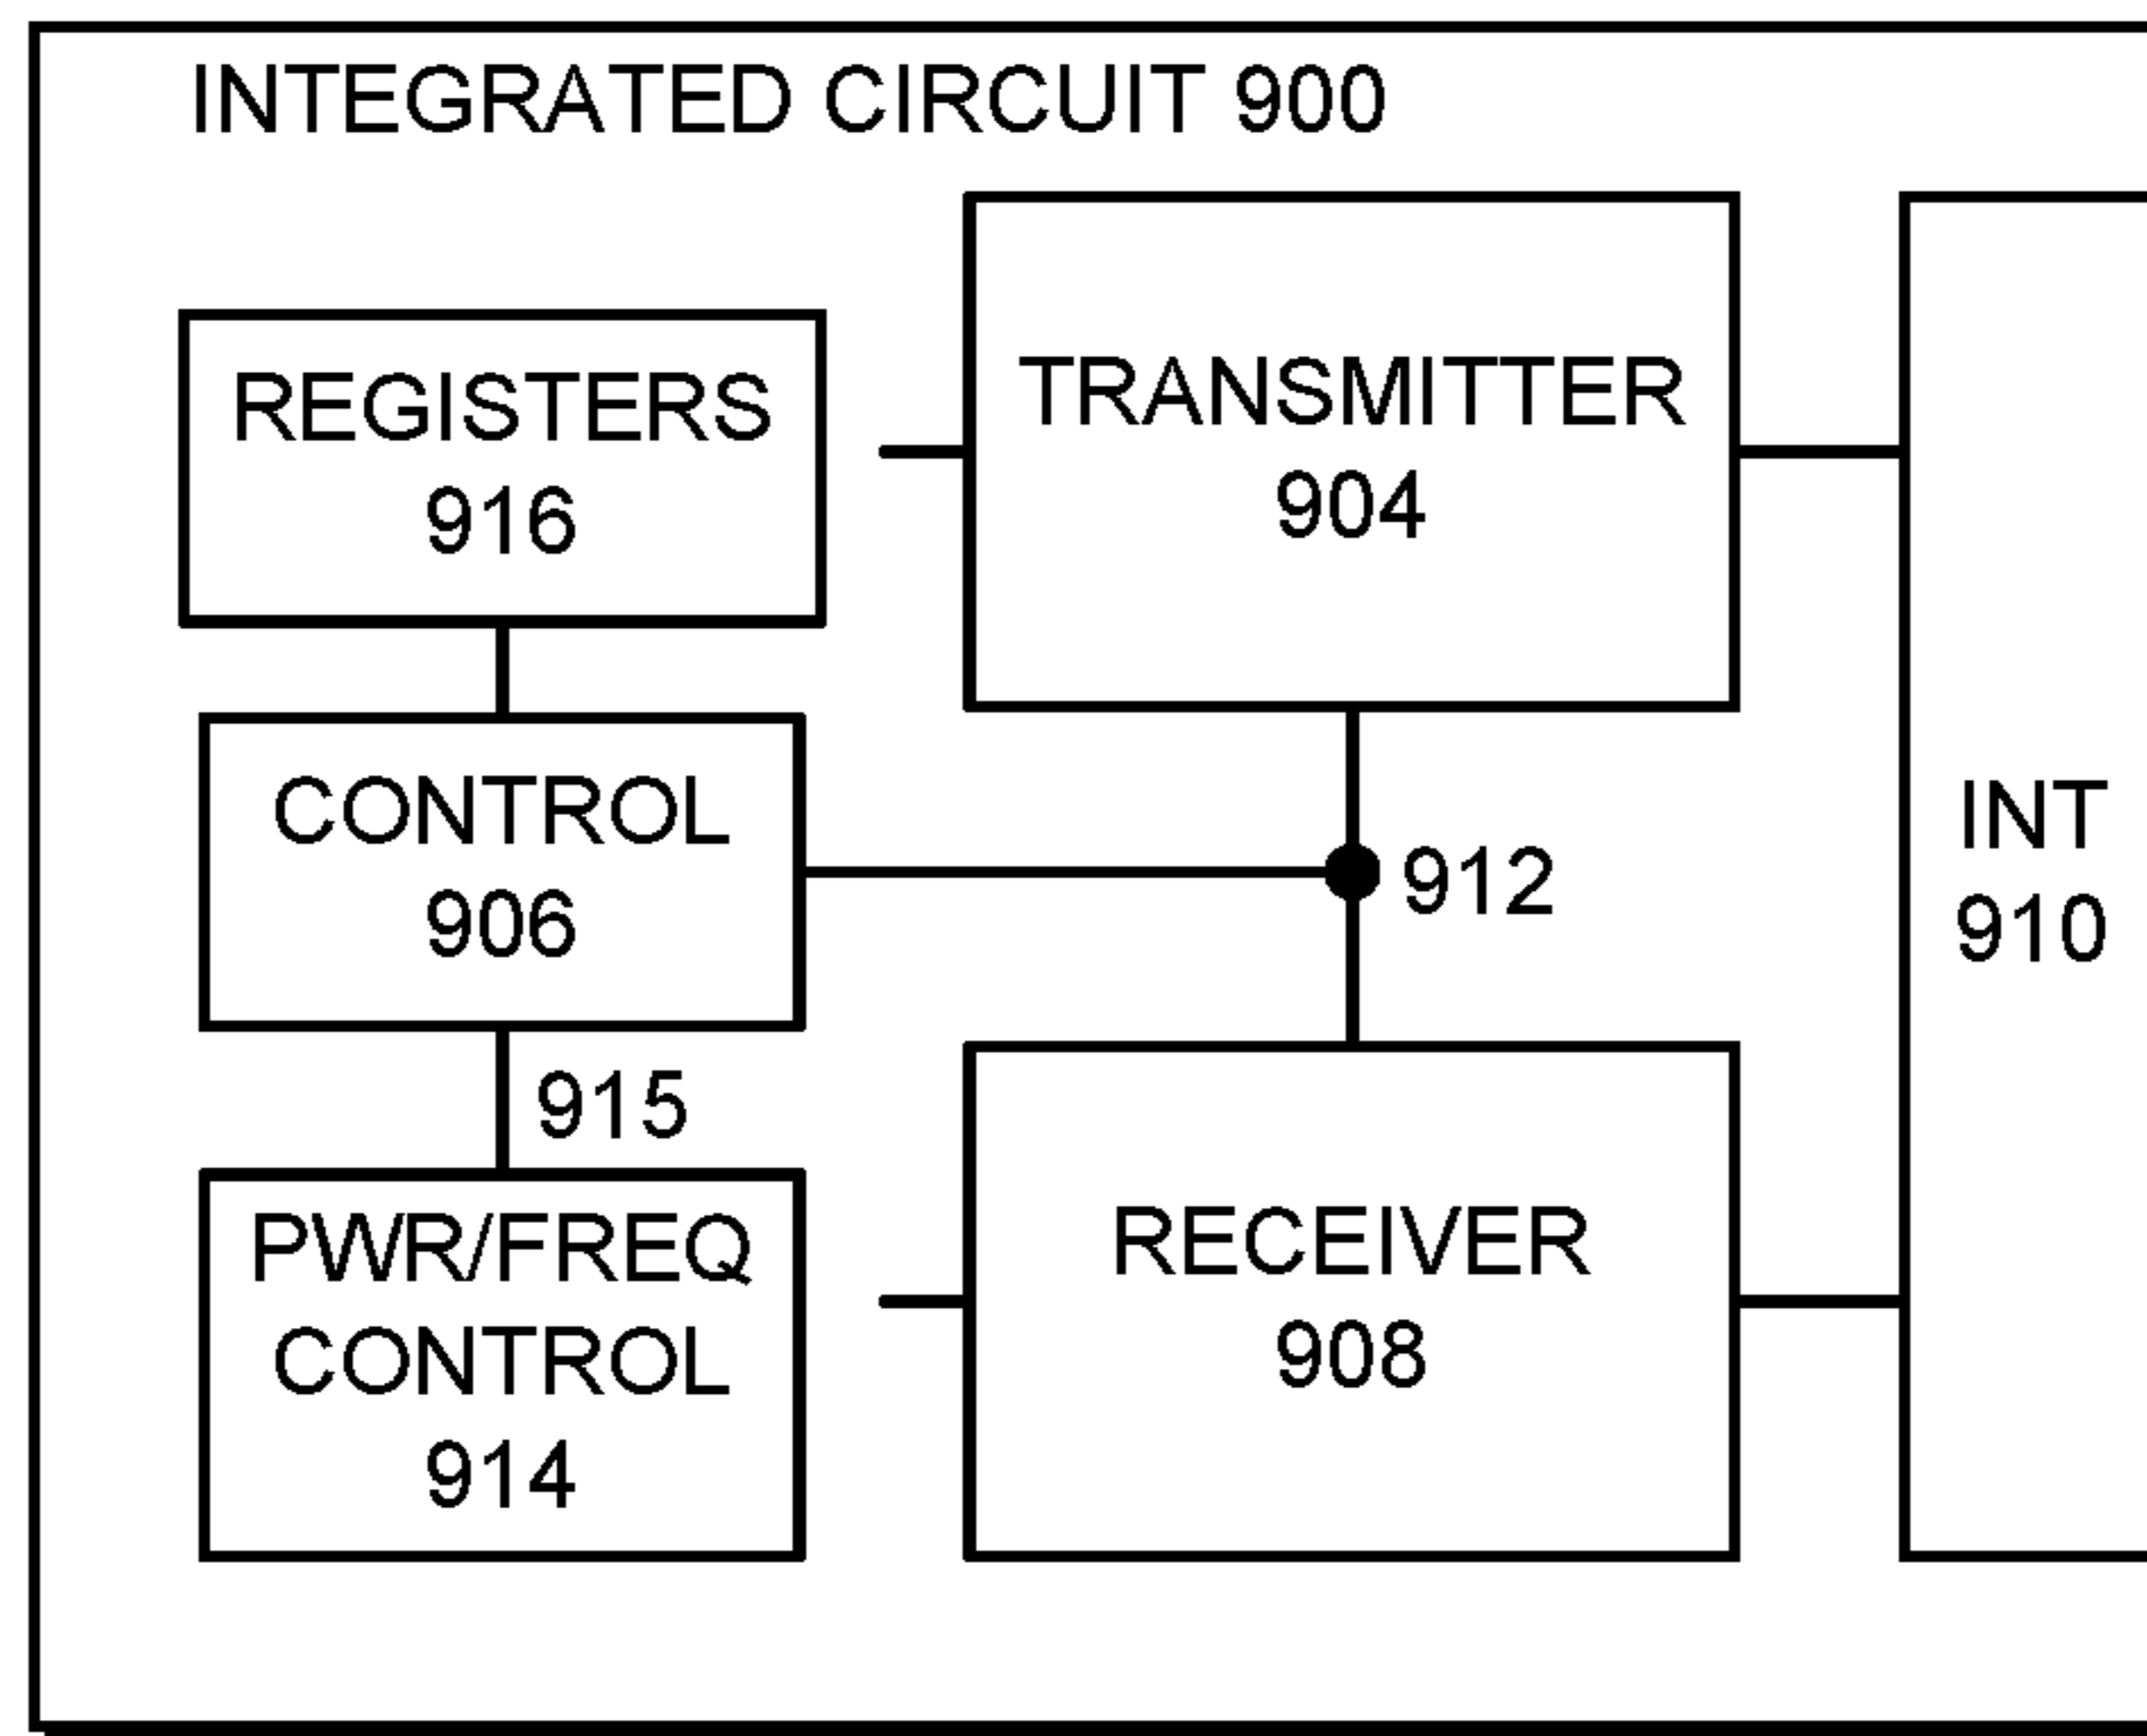 INTEGRATED CIRCUIT 900
REGISTERS
916
TRANSMITTER
904
CONTROL
906
912
INT
910
915
PWR/FREQ
CONTROL
914
RECEIVER
908